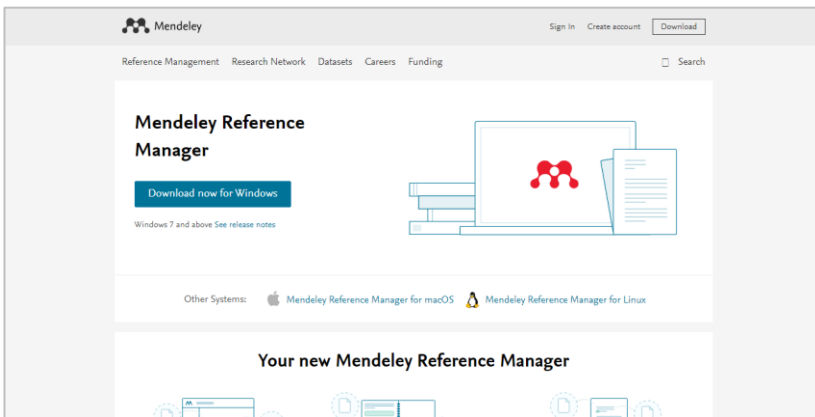 Mendeley
Sign In Create account Download
Reference Management Research Network Datasets Careers Funding Search
Mendeley Reference
Manager
Download now for Windows
Windows 7 and above See release notes
Other Systems: Mendeley Reference Manager for macOS Mendeley Reference Manager for Linux
Your new Mendeley Reference Manager